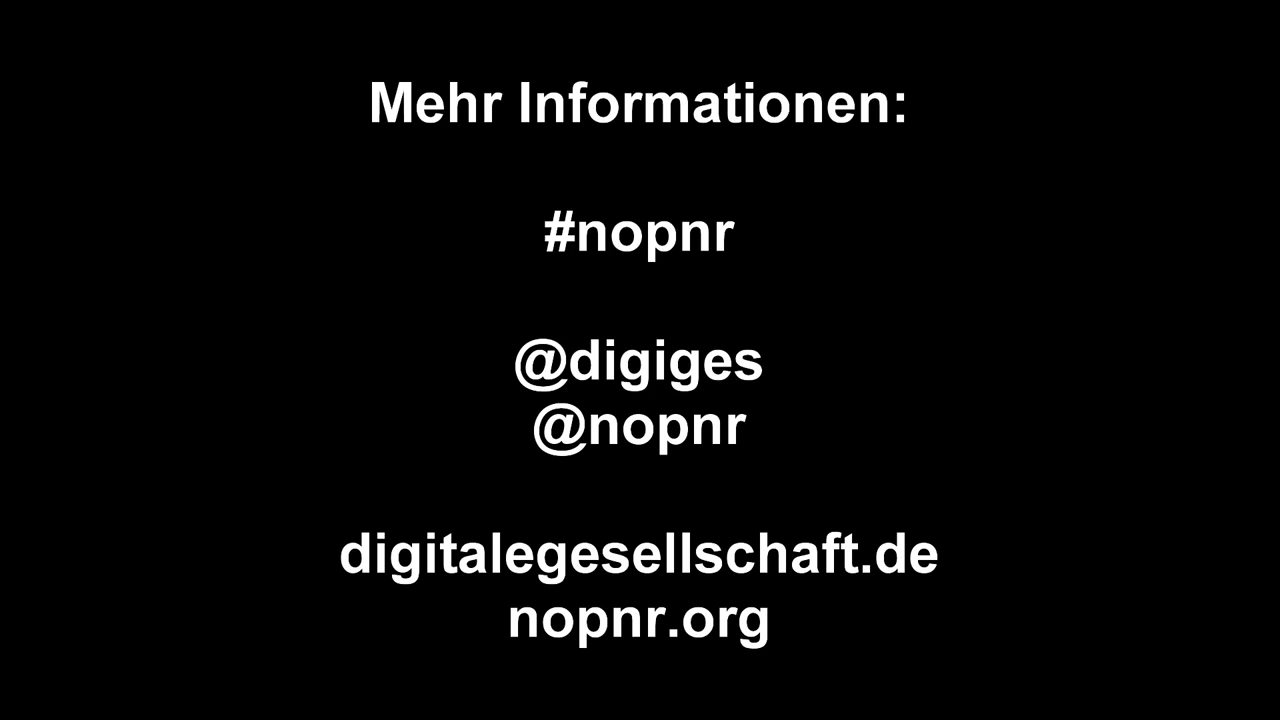 Mehr Informationen:
#nopnr
@digiges
@nopnr
digitalegesellschaft.de
nopnr.org